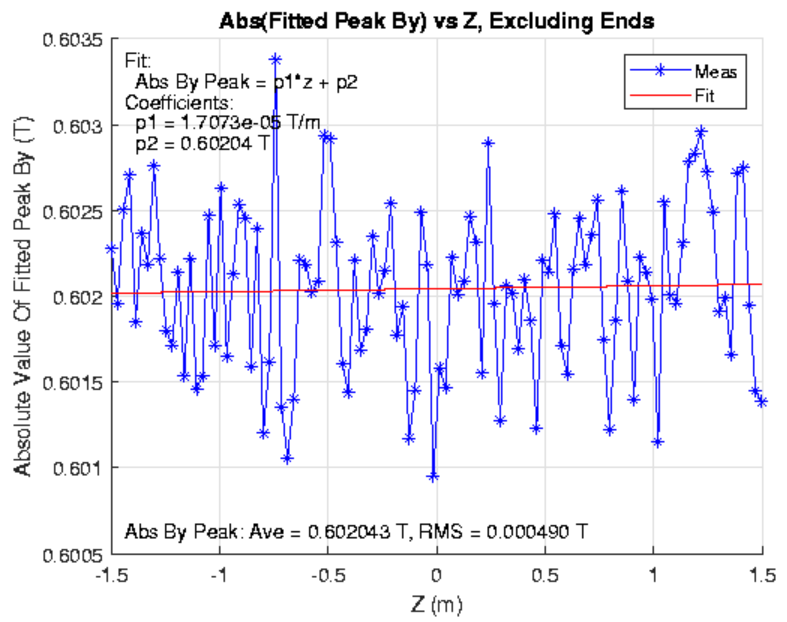 Abs(Fitted Peak By) vs Z, Excluding Ends
Absolute Value Of Fitted Peak By (T)
0.6035
0.603
0.6025
0.602
0.6015
0.601
0.6005
Fit:
Abs By Peak = p1*z + p2
Coefficients:
p1 = 1.7073e-05 T/m
p2 = 0.60204 T
Meas
Fit
Abs By Peak: Ave = 0.602043 T, RMS = 0.000490 T
-1.5
-1
-0.5
0
0.5
1
1.5
Z (m)